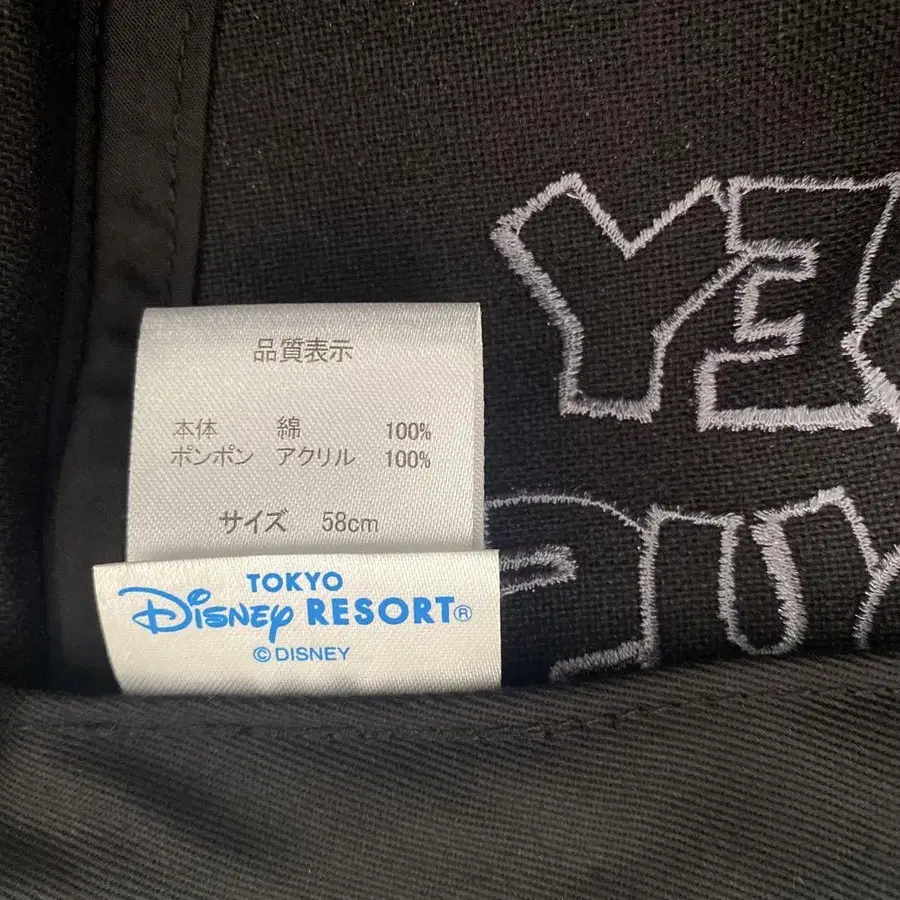 品質表示
本体 綿 100%
ポンポン アクリル 100%
サイズ 58cm
TOKYO
Disney RESORT®
© DISNEY
YE